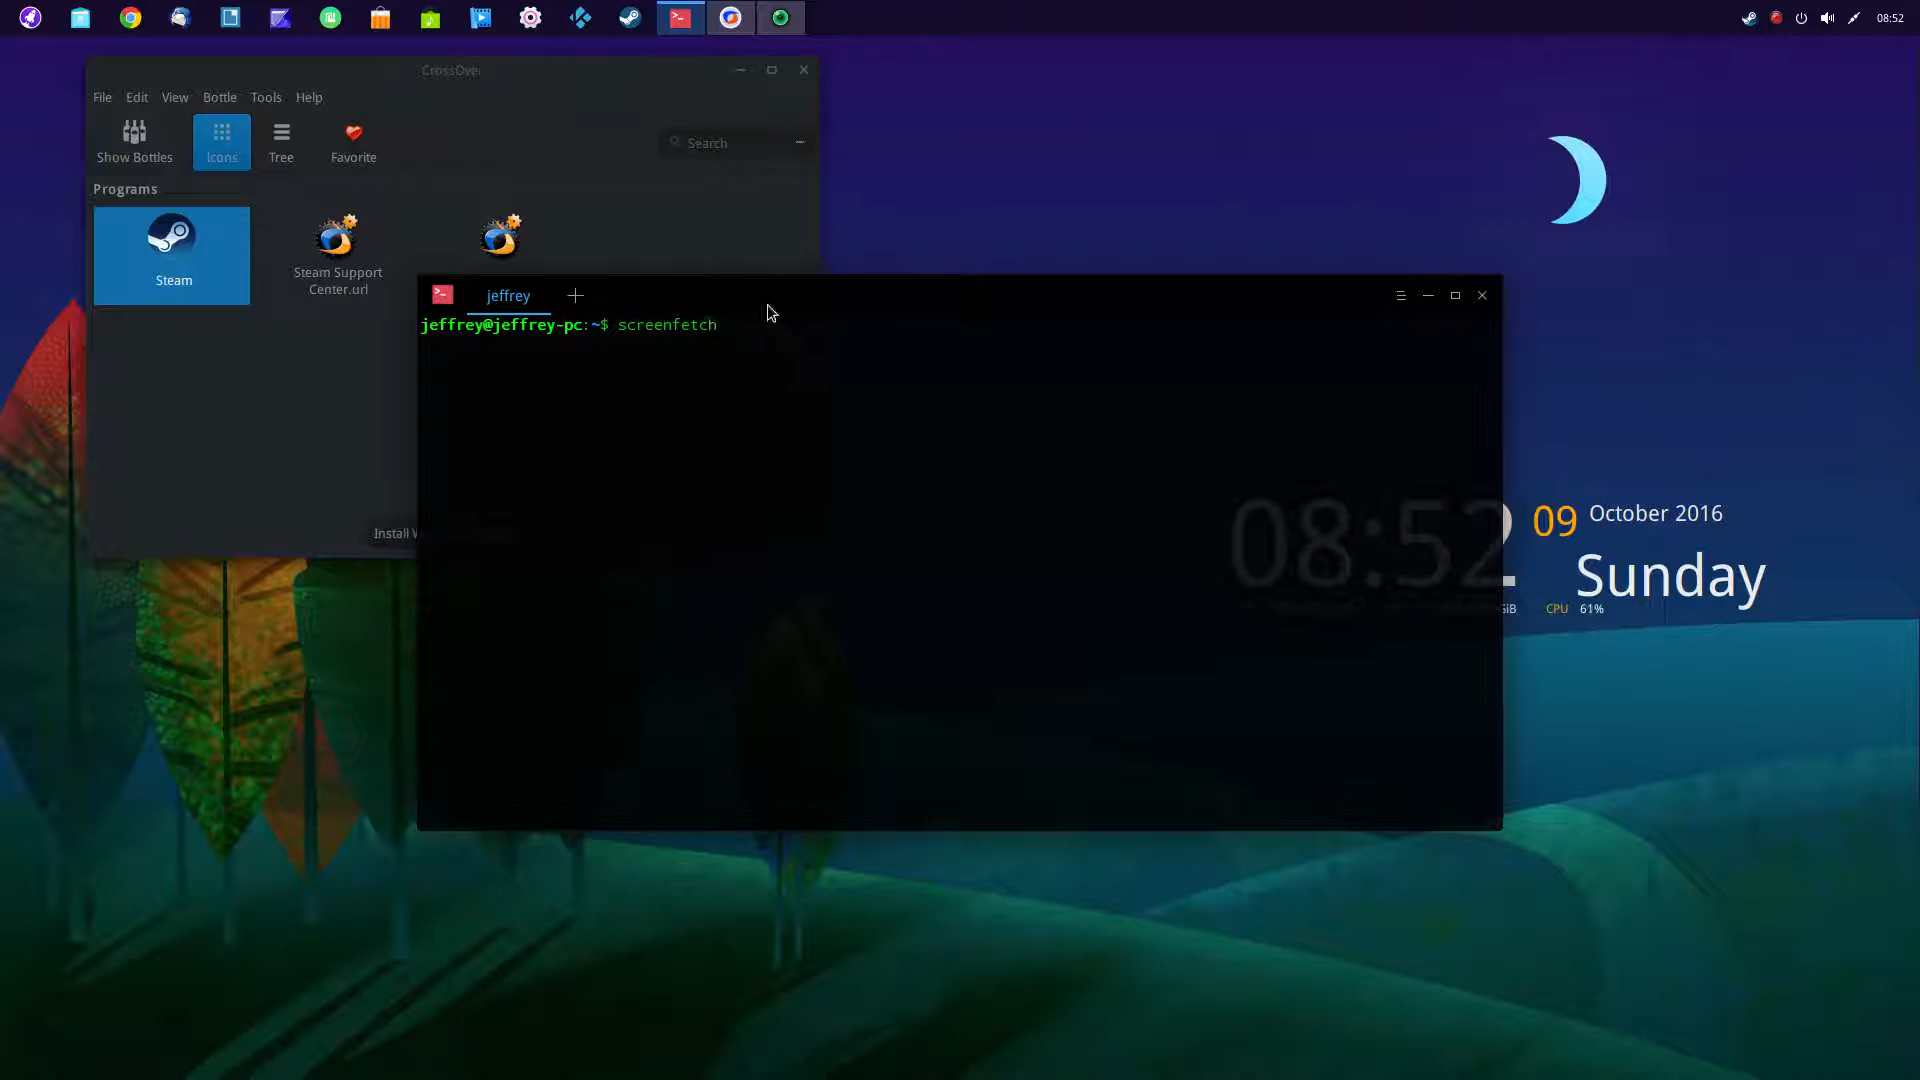 08:52
CrossOver
File Edit View Bottle Tools Help
Show Bottles Icons Tree Favorite
Search
Programs
Steam
Steam Support
Center.url
jeffrey
jeffrey@jeffrey-pc:~$ screenfetch
Install
08:52
09 October 2016
Sunday
GiB CPU 61%